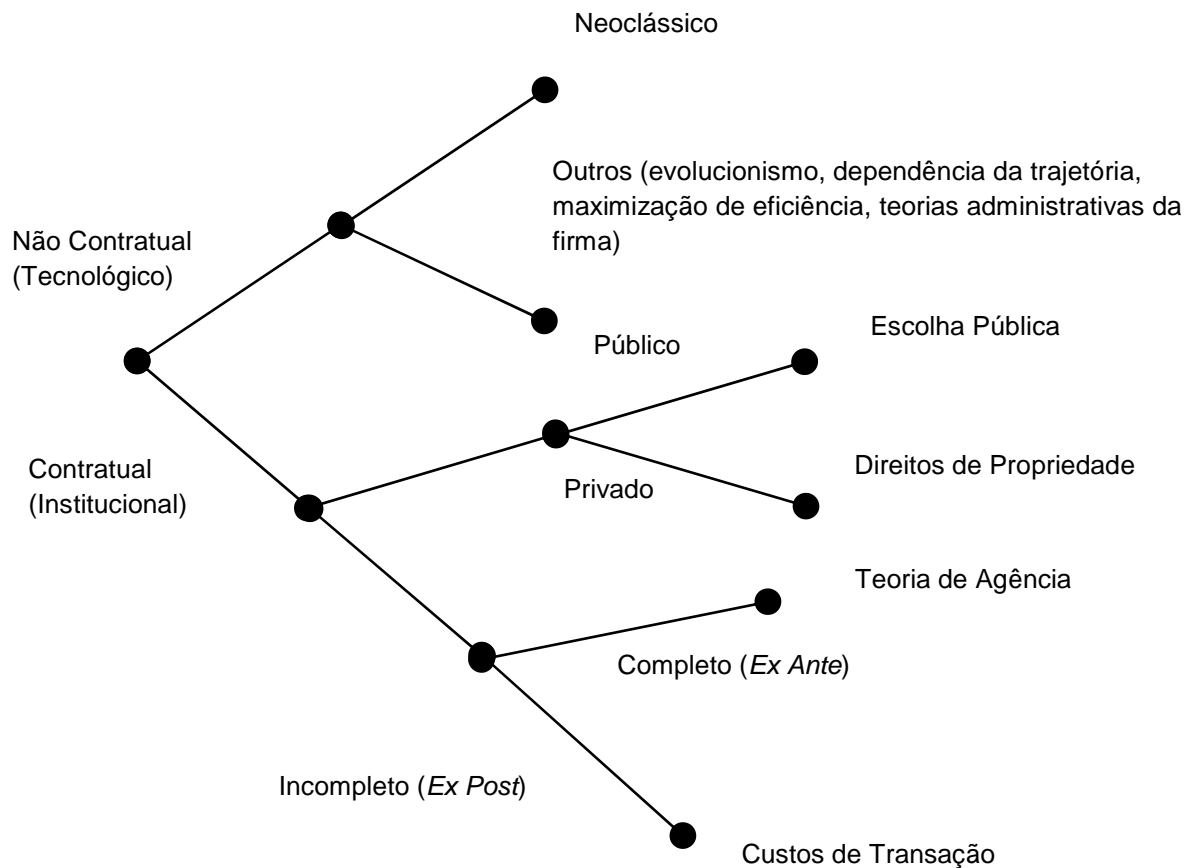 Neoclássico
Outros (evolucionismo, dependência da trajetória,
maximização de eficiência, teorias administrativas da
firma)
Não Contratual
(Tecnológico)
Escolha Pública
Público
Contratual
(Institucional)
Direitos de Propriedade
Privado
Teoria de Agência
Completo (Ex Ante)
Incompleto (Ex Post)
Custos de Transação